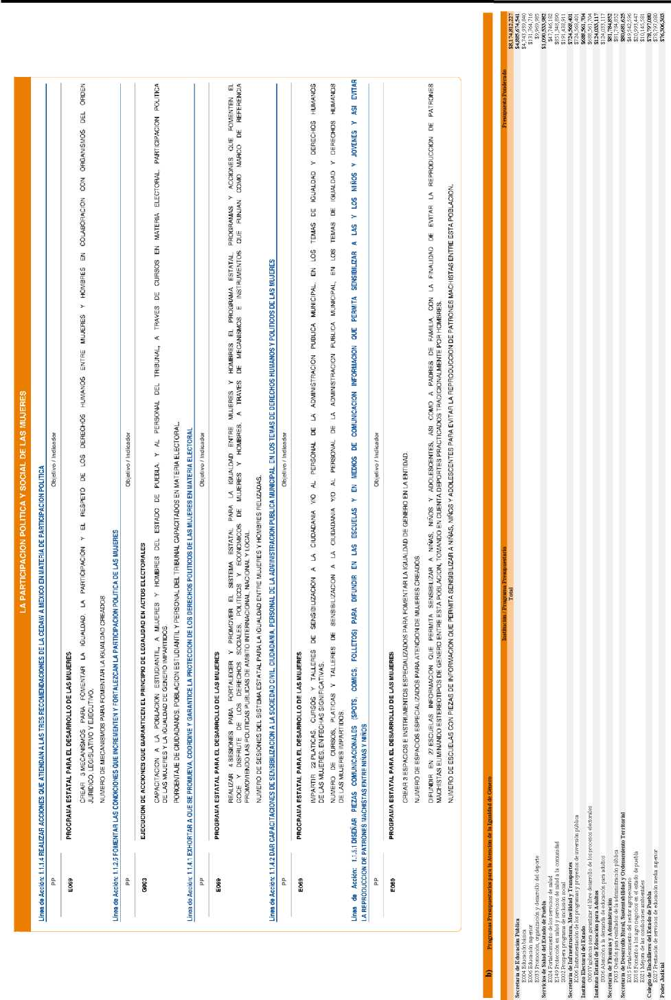 LA PARTICIPACION POLITICA Y SOCIAL DE LAS MUJERES
Línea de Acción: 1.1.1.4 REALIZAR ACCIONES QUE ATIENDAN A LAS TRES RECOMENDACIONES DE LA CEDAW A MEXICO EN MATERIA DE PARTICIPACION POLITICA
PP Objetivo / Indicador
E069 PROGRAMA ESTATAL PARA EL DESARROLLO DE LAS MUJERES
CREAR 3 MECANISMOS PARA FOMENTAR LA IGUALDAD, LA PARTICIPACIÓN Y EL RESPETO DE LOS DERECHOS HUMANOS ENTRE MUJERES Y HOMBRES EN COLABORACION CON ORGANISMOS DEL ORDEN
JURIDICO, LEGISLATIVO Y EJECUTIVO.
NUMERO DE MECANISMOS PARA FOMENTAR LA IGUALDAD CREADOS
Línea de Acción: 1.1.2.5 FOMENTAR LAS CONDICIONES QUE INCREMENTEN Y FORTALEZCAN LA PARTICIPACION POLITICA DE LAS MUJERES
PP Objetivo / Indicador
G003 EJECUCION DE ACCIONES QUE GARANTICEN EL PRINCIPIO DE LEGALIDAD EN ACTOS ELECTORALES
CAPACITACION A LA POBLACION ESTUDIANTIL, A MUJERES Y HOMBRES DEL ESTADO DE PUEBLA, Y AL PERSONAL DEL TRIBUNAL, A TRAVES DE CURSOS EN MATERIA ELECTORAL, PARTICIPACION POLITICA
DE LAS MUJERES Y LA IGUALDAD DE GENERO IMPARTIDOS.
PORCENTAJE DE CIUDADANOS, POBLACION ESTUDIANTIL Y PERSONAL DEL TRIBUNAL CAPACITADOS EN MATERIA ELECTORAL.
Línea de Acción: 1.1.4.1 EXHORTAR A QUE SE PROMUEVA, COORDINE Y GARANTICE LA PROTECCION DE LOS DERECHOS POLITICOS DE LAS MUJERES EN MATERIA ELECTORAL
PP Objetivo / Indicador
E069 PROGRAMA ESTATAL PARA EL DESARROLLO DE LAS MUJERES
REALIZAR 4 SESIONES PARA FORTALECER Y PROMOVER EL SISTEMA ESTATAL PARA LA IGUALDAD ENTRE MUJERES Y HOMBRES EL PROGRAMA ESTATAL, PROGRAMAS Y ACCIONES QUE FOMENTEN EL
GOCE Y DISFRUTE DE LOS DERECHOS SOCIALES, POLITICOS Y ECONOMICOS DE MUJERES Y HOMBRES, A TRAVES DE MECANISMOS E INSTRUMENTOS QUE FUNJAN COMO MARCO DE REFERENCIA
PROMOVIENDO LAS POLITICAS PUBLICAS DE AMBITO INTERNACIONAL, NACIONAL Y LOCAL.
NUMERO DE SESIONES DEL SISTEMA ESTATAL PARA LA IGUALDAD ENTRE MUJERES Y HOMBRES RELIZADAS.
Línea de Acción: 1.1.4.2 DAR CAPACITACIONES DE SENSIBILIZACION A LA SOCIEDAD CIVIL, CIUDADANIA, PERSONAL DE LA ADMINISTRACION PUBLICA MUNICIPAL, EN LOS TEMAS DE DERECHOS HUMANOS Y POLITICOS DE LAS MUJERES
PP Objetivo / Indicador
E069 PROGRAMA ESTATAL PARA EL DESARROLLO DE LAS MUJERES
IMPARTIR 22 PLATICAS, CURSOS Y TALLERES DE SENSIBILIZACION A LA CIUDADANIA Y/O AL PERSONAL DE LA ADMINISTRACION PUBLICA MUNICIPAL, EN LOS TEMAS DE IGUALDAD Y DERECHOS HUMANOS
DE LAS MUJERES, EN FECHAS SIGNIFICATIVAS.
NUMERO DE CURSOS, PLATICAS Y TALLERES DE SENSIBILIZACION A LA CIUDADANIA Y/O AL PERSONAL DE LA ADMINISTRACION PUBLICA MUNICIPAL, EN LOS TEMAS DE IGUALDAD Y DERECHOS HUMANOS
DE LAS MUJERES IMPARTIDOS.
Línea de Acción: 1.1.5.1 DISEÑAR PIEZAS COMUNICACIONALES (SPOTS, COMICS, FOLLETOS) PARA DIFUNDIR EN LAS ESCUELAS Y EN MEDIOS DE COMUNICACION INFORMACION QUE PERMITA SENSIBILIZAR A LAS Y LOS NIÑOS Y JOVENES Y ASI EVITAR
LA REPRODUCCION DE PATRONES MACHISTAS ENTRE NIÑAS Y NIÑOS
PP Objetivo / Indicador
E069 PROGRAMA ESTATAL PARA EL DESARROLLO DE LAS MUJERES
CREAR 3 ESPACIOS E INSTRUMENTOS ESPECIALIZADOS PARA FOMENTAR LA IGUALDAD DE GENERO EN LA ENTIDAD.
NUMERO DE ESPACIOS ESPECIALIZADOS PARA ATENCION DE MUJERES CREADOS
DIFUNDIR EN 27 ESCUELAS INFORMACION QUE PERMITA SENSIBILIZAR A NIÑAS, NIÑOS Y ADOLESCENTES, ASI COMO A PADRES DE FAMILIA, CON LA FINALIDAD DE EVITAR LA REPRODUCCION DE PATRONES
MACHISTAS ELIMINANDO ESTEREOTIPOS DE GENERO ENTRE ESTA POBLACION, TOMANDO EN CUENTA DEPORTES PRACTICADOS TRADICIONALMENTE POR HOMBRES.
NUMERO DE ESCUELAS CON PIEZAS DE INFORMACION QUE PERMITA SENSIBILIZAR A NIÑAS, NIÑOS Y ADOLESCENTES PARA EVITAR LA REPRODUCCION DE PATRONES MACHISTAS ENTRE ESTA POBLACION.
b) Programas Presupuestarios para la Atención de la Igualdad de Género
Institución / Programa Presupuestario Presupuesto Ponderado
Total $8,174,812,227
Secretaría de Educación Pública $4,885,674,541
E004 Educación básica $4,743,939,840
E006 Educación superior $131,764,716
E033 Promoción, organización y desarrollo del deporte $9,969,985
Servicios de Salud del Estado de Puebla $1,090,533,982
E024 Fortalecimiento de los servicios de salud $47,746,182
E149 Protección en salud y servicios de salud a la comunidad $851,348,890
S002 Prospera programa de inclusión social $191,438,911
Secretaría de Infraestructura, Movilidad y Transportes $724,568,401
K006 Instrumentación de los programas y proyectos de inversión pública $724,568,401
Instituto Electoral del Estado $688,561,704
G001 Vigilancia para garantizar el libre desarrollo de los procesos electorales $688,561,704
Instituto Estatal de Educación para Adultos $124,033,117
E006 Atención a la demanda de educación para adultos $124,033,117
Secretaría de Finanzas y Administración $81,784,852
P003 Gestión para resultados de la administración pública $81,784,852
Secretaría de Desarrollo Rural, Sustentabilidad y Ordenamiento Territorial $80,681,625
E015 Fortalecimiento del sector agropecuario $49,542,596
E018 Fomento a los agronegocios en el estado de puebla $20,993,447
E021 Mejora de las condiciones ambientales $10,145,581
Colegio de Bachilleres del Estado de Puebla $78,797,080
E027 Prestación de servicios de educación media superior $78,797,080
Poder Judicial $76,306,303